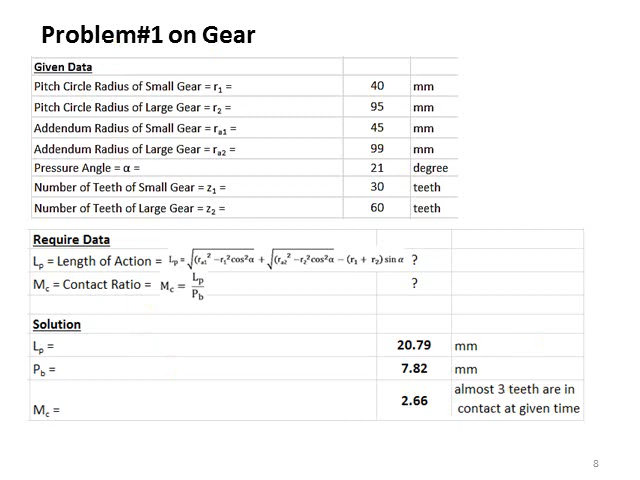 Problem#1 on Gear
Given Data
Pitch Circle Radius of Small Gear = r₁ = 40 mm
Pitch Circle Radius of Large Gear = r₂ = 95 mm
Addendum Radius of Small Gear = rₐ₁ = 45 mm
Addendum Radius of Large Gear = rₐ₂ = 99 mm
Pressure Angle = α = 21 degree
Number of Teeth of Small Gear = z₁ = 30 teeth
Number of Teeth of Large Gear = z₂ = 60 teeth
Require Data
Lₚ = Length of Action = Lₚ = √(rₐ₁² −r₁²cos²α + √(rₐ₂² −r₂²cos²α − (r₁ + r₂) sin α ?
M_c = Contact Ratio = M_c = Lₚ / P_b ?
Solution
Lₚ = 20.79 mm
P_b = 7.82 mm
M_c = 2.66 almost 3 teeth are in
contact at given time
8